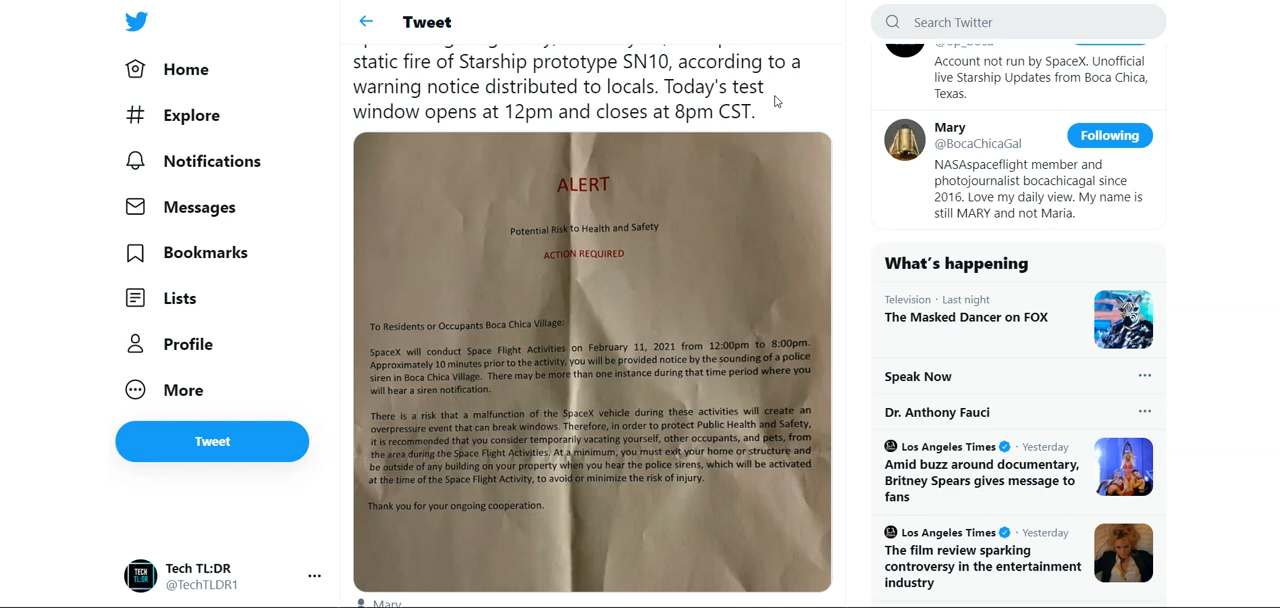 Tweet
Search Twitter
Home
Explore
Notifications
Messages
Bookmarks
Lists
Profile
More
Tweet
Tech TL:DR
@TechTLDR1
static fire of Starship prototype SN10, according to a
warning notice distributed to locals. Today's test
window opens at 12pm and closes at 8pm CST.
ALERT
Potential Risk to Health and Safety
ACTION REQUIRED
To Residents or Occupants Boca Chica Village:
SpaceX will conduct Space Flight Activities on February 11, 2021 from 12:00pm to 8:00pm.
Approximately 10 minutes prior to the activity, you will be provided notice by the sounding of a police
siren in Boca Chica Village. There may be more than one instance during that time period where you
will hear a siren notification.
There is a risk that a malfunction of the SpaceX vehicle during these activities will create an
overpressure event that can break windows. Therefore, in order to protect Public Health and Safety,
it is recommended that you consider temporarily vacating yourself, other occupants, and pets, from
the area during the Space Flight Activities. At a minimum, you must exit your home or structure and
be outside of any building on your property when you hear the police sirens, which will be activated
at the time of the Space Flight Activity, to avoid or minimize the risk of injury.
Thank you for your ongoing cooperation.
Mary
Account not run by SpaceX. Unofficial
live Starship Updates from Boca Chica,
Texas.
Mary
@BocaChicaGal
Following
NASAspaceflight member and
photojournalist bocachicagal since
2016. Love my daily view. My name is
still MARY and not Maria.
What's happening
Television · Last night
The Masked Dancer on FOX
Speak Now
Dr. Anthony Fauci
Los Angeles Times · Yesterday
Amid buzz around documentary,
Britney Spears gives message to
fans
Los Angeles Times · Yesterday
The film review sparking
controversy in the entertainment
industry